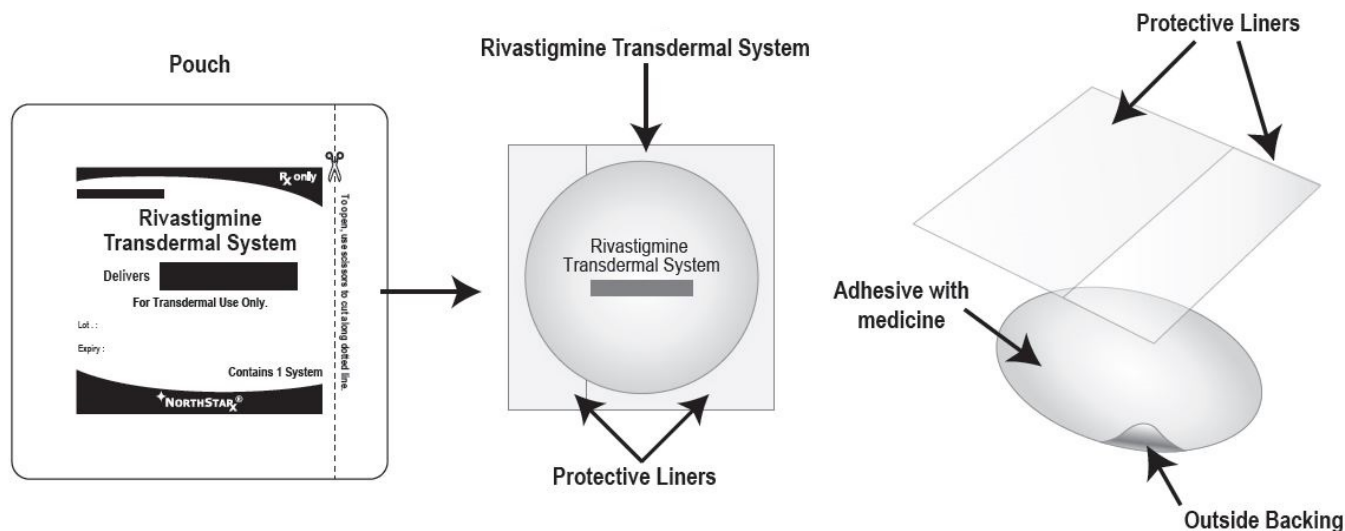 Pouch
Rx only
Rivastigmine
Transdermal System
Delivers
For Transdermal Use Only.
Lot . :
Expiry :
Contains 1 System
NORTHSTARx®
To open, use scissors to cut along dotted line.
Rivastigmine Transdermal System
Rivastigmine
Transdermal System
Protective Liners
Protective Liners
Adhesive with
medicine
Outside Backing